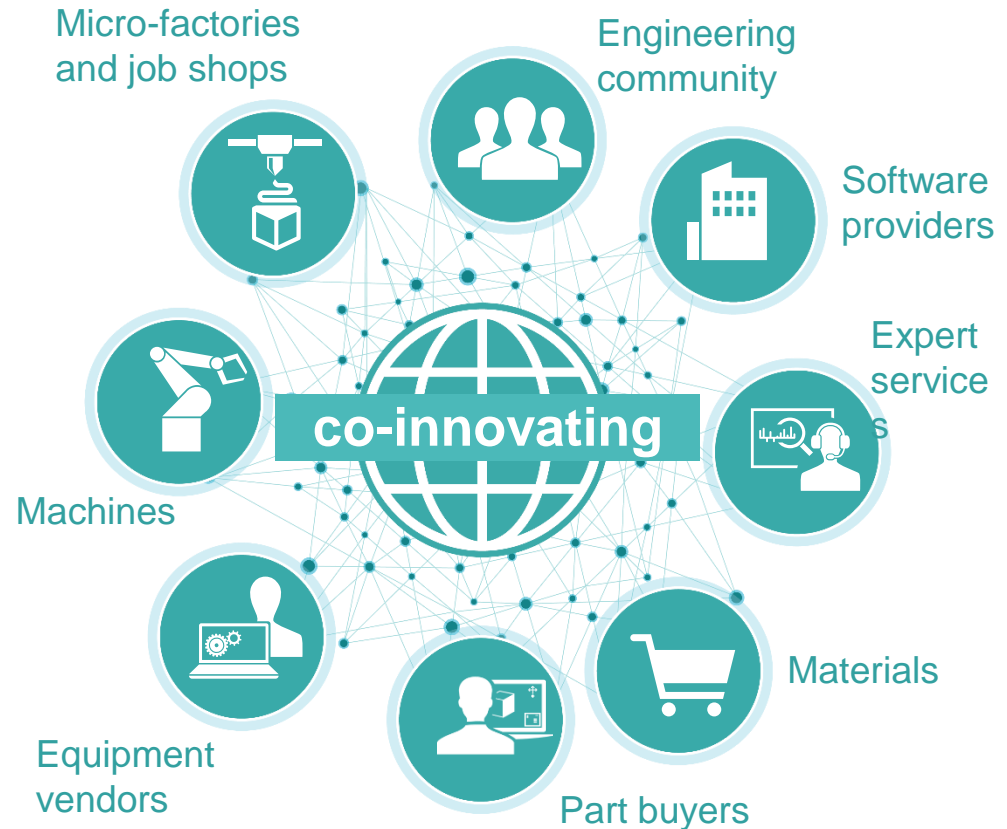 Micro-factories
and job shops
Engineering
community
Software
providers
Expert
service
s
co-innovating
Machines
Materials
Equipment
vendors
Part buyers